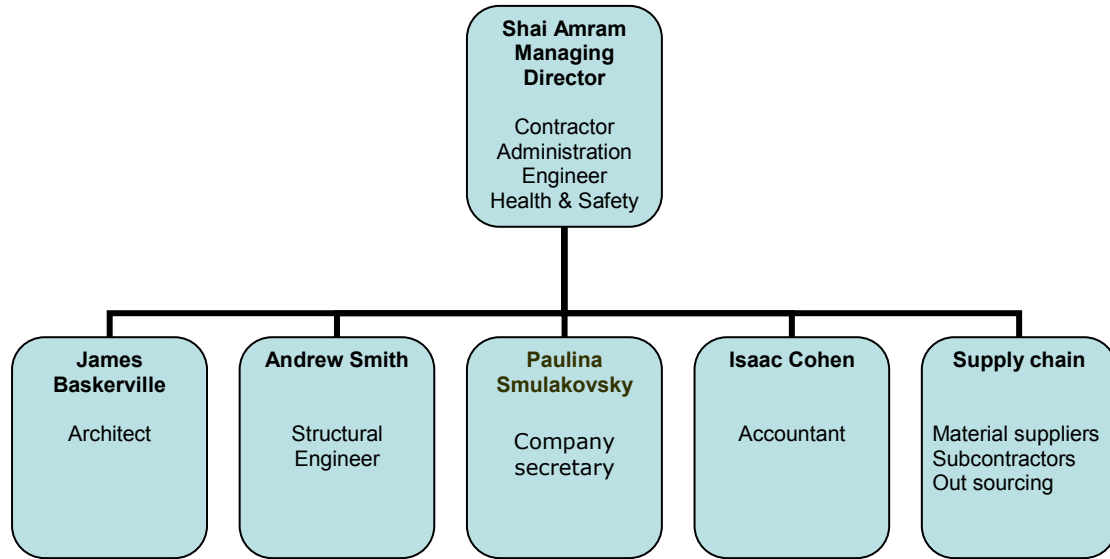 Shai Amram
Managing
Director
Contractor
Administration
Engineer
Health & Safety
James
Baskerville
Architect
Andrew Smith
Structural
Engineer
Paulina
Smulakovsky
Company
secretary
Isaac Cohen
Accountant
Supply chain
Material suppliers
Subcontractors
Out sourcing